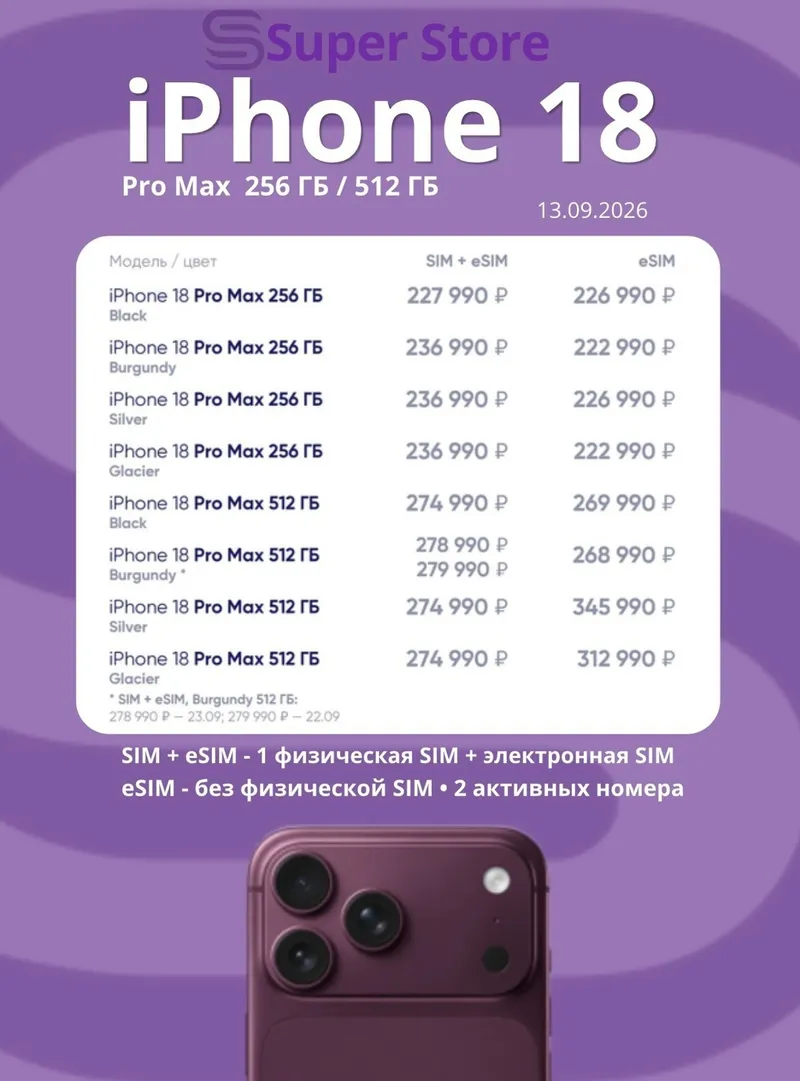 Super Store
iPhone 18
Pro Max 256 ГБ / 512 ГБ
13.09.2026
Модель / цвет SIM + eSIM eSIM
iPhone 18 Pro Max 256 ГБ 227 990 ₽ 226 990 ₽
Black
iPhone 18 Pro Max 256 ГБ 236 990 ₽ 222 990 ₽
Burgundy
iPhone 18 Pro Max 256 ГБ 236 990 ₽ 226 990 ₽
Silver
iPhone 18 Pro Max 256 ГБ 236 990 ₽ 222 990 ₽
Glacier
iPhone 18 Pro Max 512 ГБ 274 990 ₽ 269 990 ₽
Black
278 990 ₽
iPhone 18 Pro Max 512 ГБ 268 990 ₽
279 990 ₽
Burgundy *
iPhone 18 Pro Max 512 ГБ 274 990 ₽ 345 990 ₽
Silver
iPhone 18 Pro Max 512 ГБ 274 990 ₽ 312 990 ₽
Glacier
* SIM + eSIM, Burgundy 512 ГБ:
278 990 ₽ — 23.09; 279 990 ₽ — 22.09
SIM + eSIM - 1 физическая SIM + электронная SIM
eSIM - без физической SIM • 2 активных номера